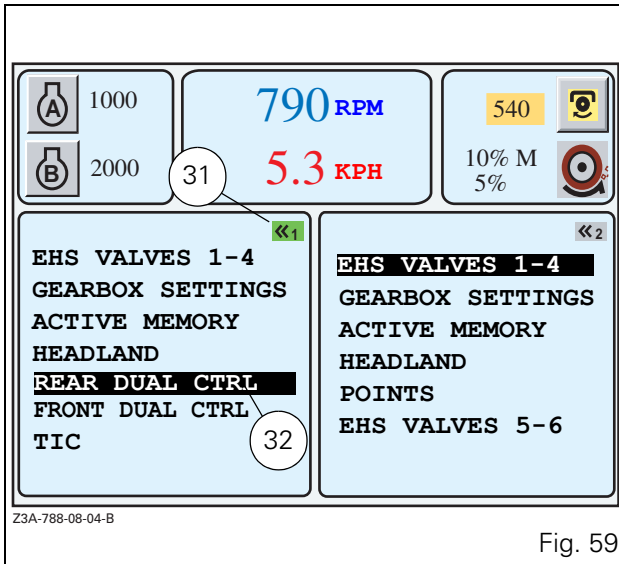 A 1000
B 2000
790 RPM
5.3 KPH
540
10% M
5%
31
«1
EHS VALVES 1-4
GEARBOX SETTINGS
ACTIVE MEMORY
HEADLAND
REAR DUAL CTRL
FRONT DUAL CTRL
TIC
32
«2
EHS VALVES 1-4
GEARBOX SETTINGS
ACTIVE MEMORY
HEADLAND
POINTS
EHS VALVES 5-6
Z3A-788-08-04-B
Fig. 59